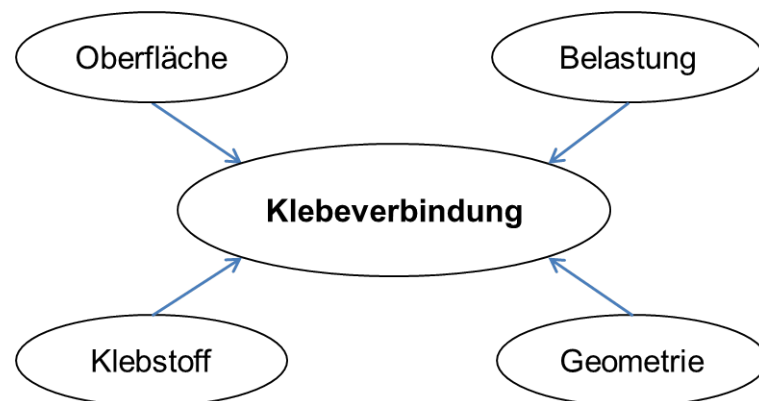 Oberfläche
Belastung
Klebeverbindung
Klebstoff
Geometrie